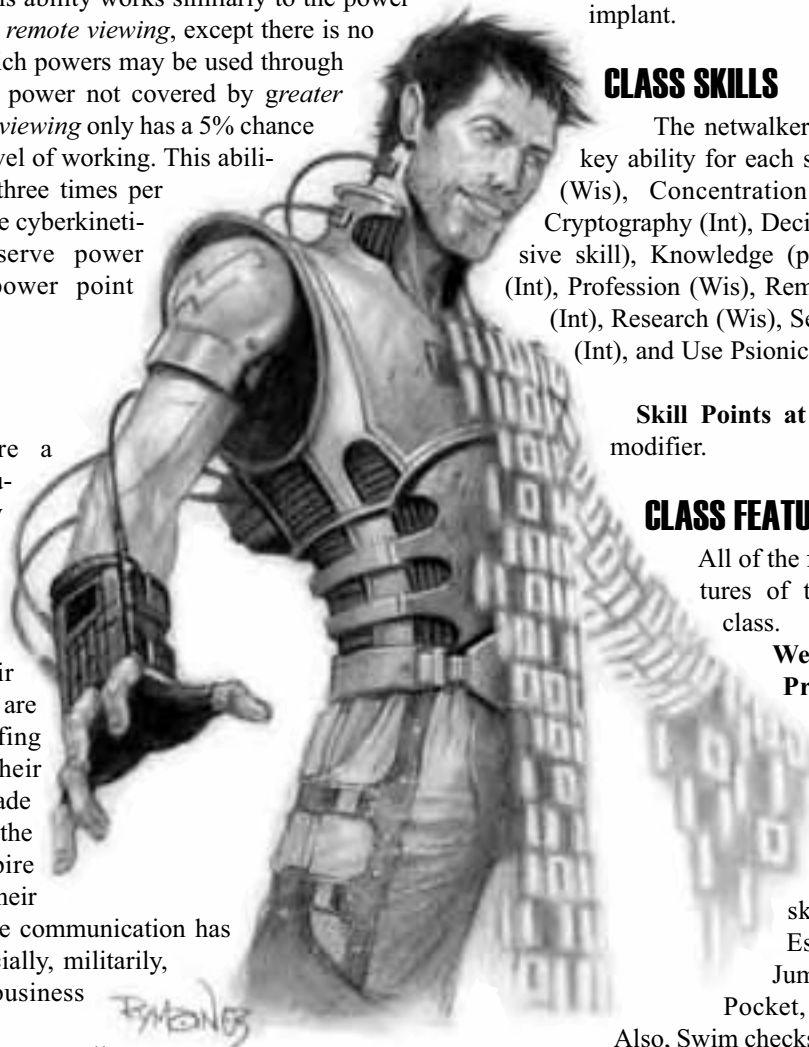 is ability works similarly to the power
remote viewing, except there is no
ich powers may be used through
power not covered by greater
viewing only has a 5% chance
vel of working. This abili-
three times per
e cyberkineti-
serve power
power point
re a
ir
are
fing
heir
ade
the
pire
heir
e communication has
ially, militarily,
business
implant.
CLASS SKILLS
The netwalker
key ability for each s
(Wis), Concentration
Cryptography (Int), Deci
sive skill), Knowledge (p
(Int), Profession (Wis), Rem
(Int), Research (Wis), Se
(Int), and Use Psionic
Skill Points at
modifier.
CLASS FEATU
All of the f
tures of t
class.
We
Pr
sk
Es
Jum
Pocket,
Also, Swim checks